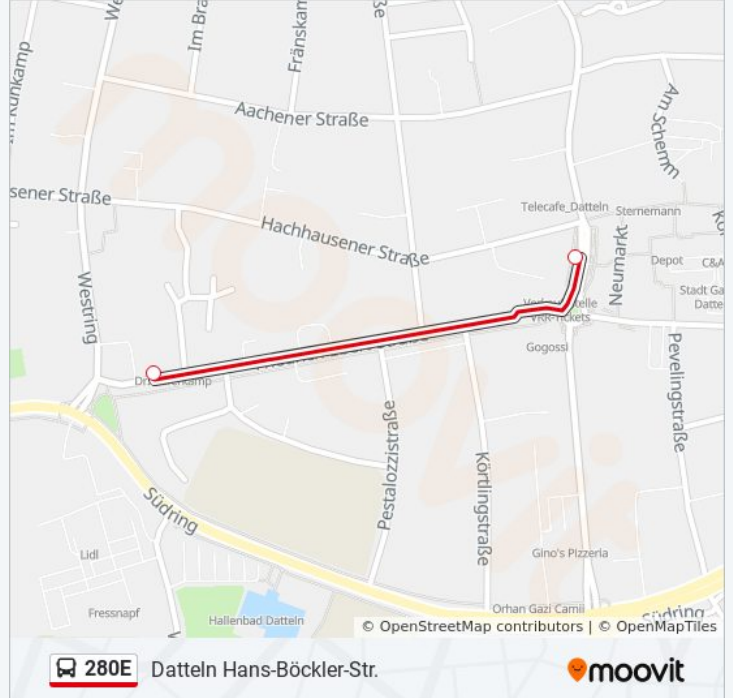 Im Bra
Fränskam
Aachener Straße
Am Schemm
sener Straße
Telecafe_Datteln
Sternemann
Hachhausener Straße
Neumarkt
Depot
C&A
Westring
Stadt Ga
Datte
VRR-Tickets
Gogossl
Pevelingstraße
Pestalozzistraße
Körtlingstraße
Südring
Lidl
Gino's Pizzeria
Fressnapf
Hallenbad Datteln
Orhan Gazi Camii
Südring
© OpenStreetMap contributors | © OpenMapTiles
280E Datteln Hans-Böckler-Str.
moovit